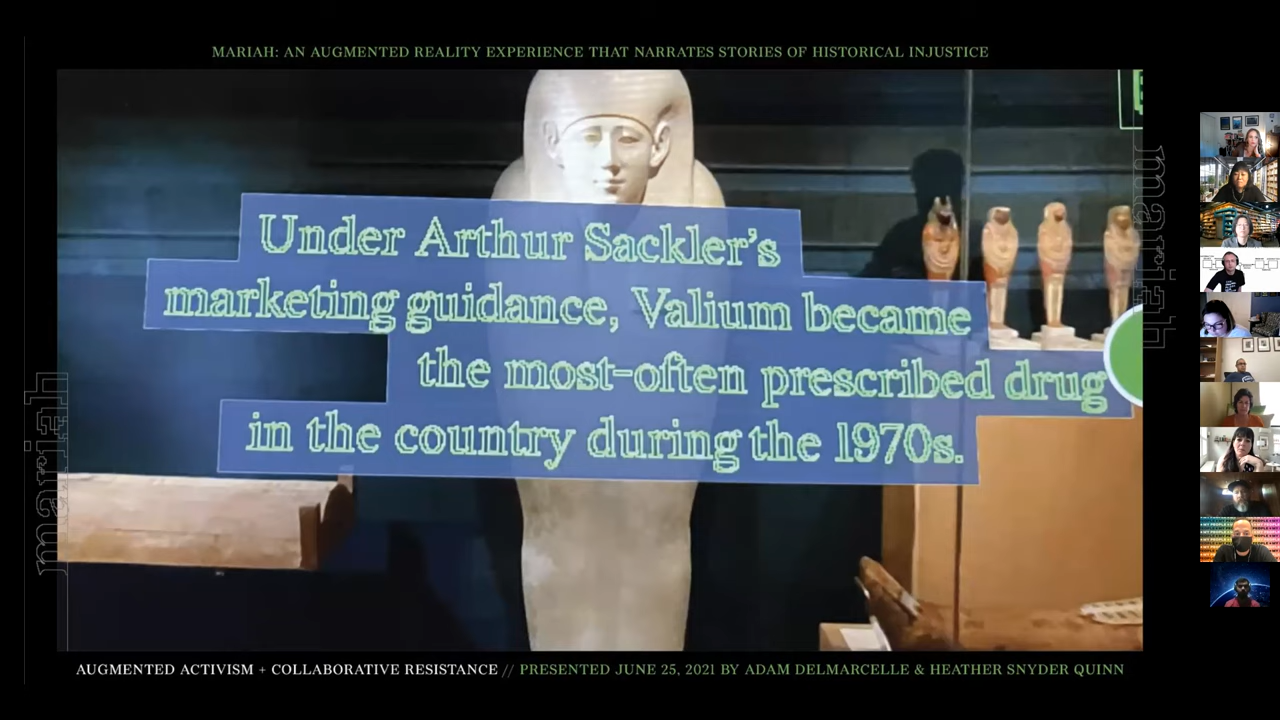 MARIAH: AN AUGMENTED REALITY EXPERIENCE THAT NARRATES STORIES OF HISTORICAL INJUSTICE
Under Arthur Sackler's
marketing guidance, Valium became
the most-often prescribed drug
in the country during the 1970s.
mariah
mariah
AUGMENTED ACTIVISM + COLLABORATIVE RESISTANCE // PRESENTED JUNE 25, 2021 BY ADAM DELMARCELLE & HEATHER SNYDER QUINN